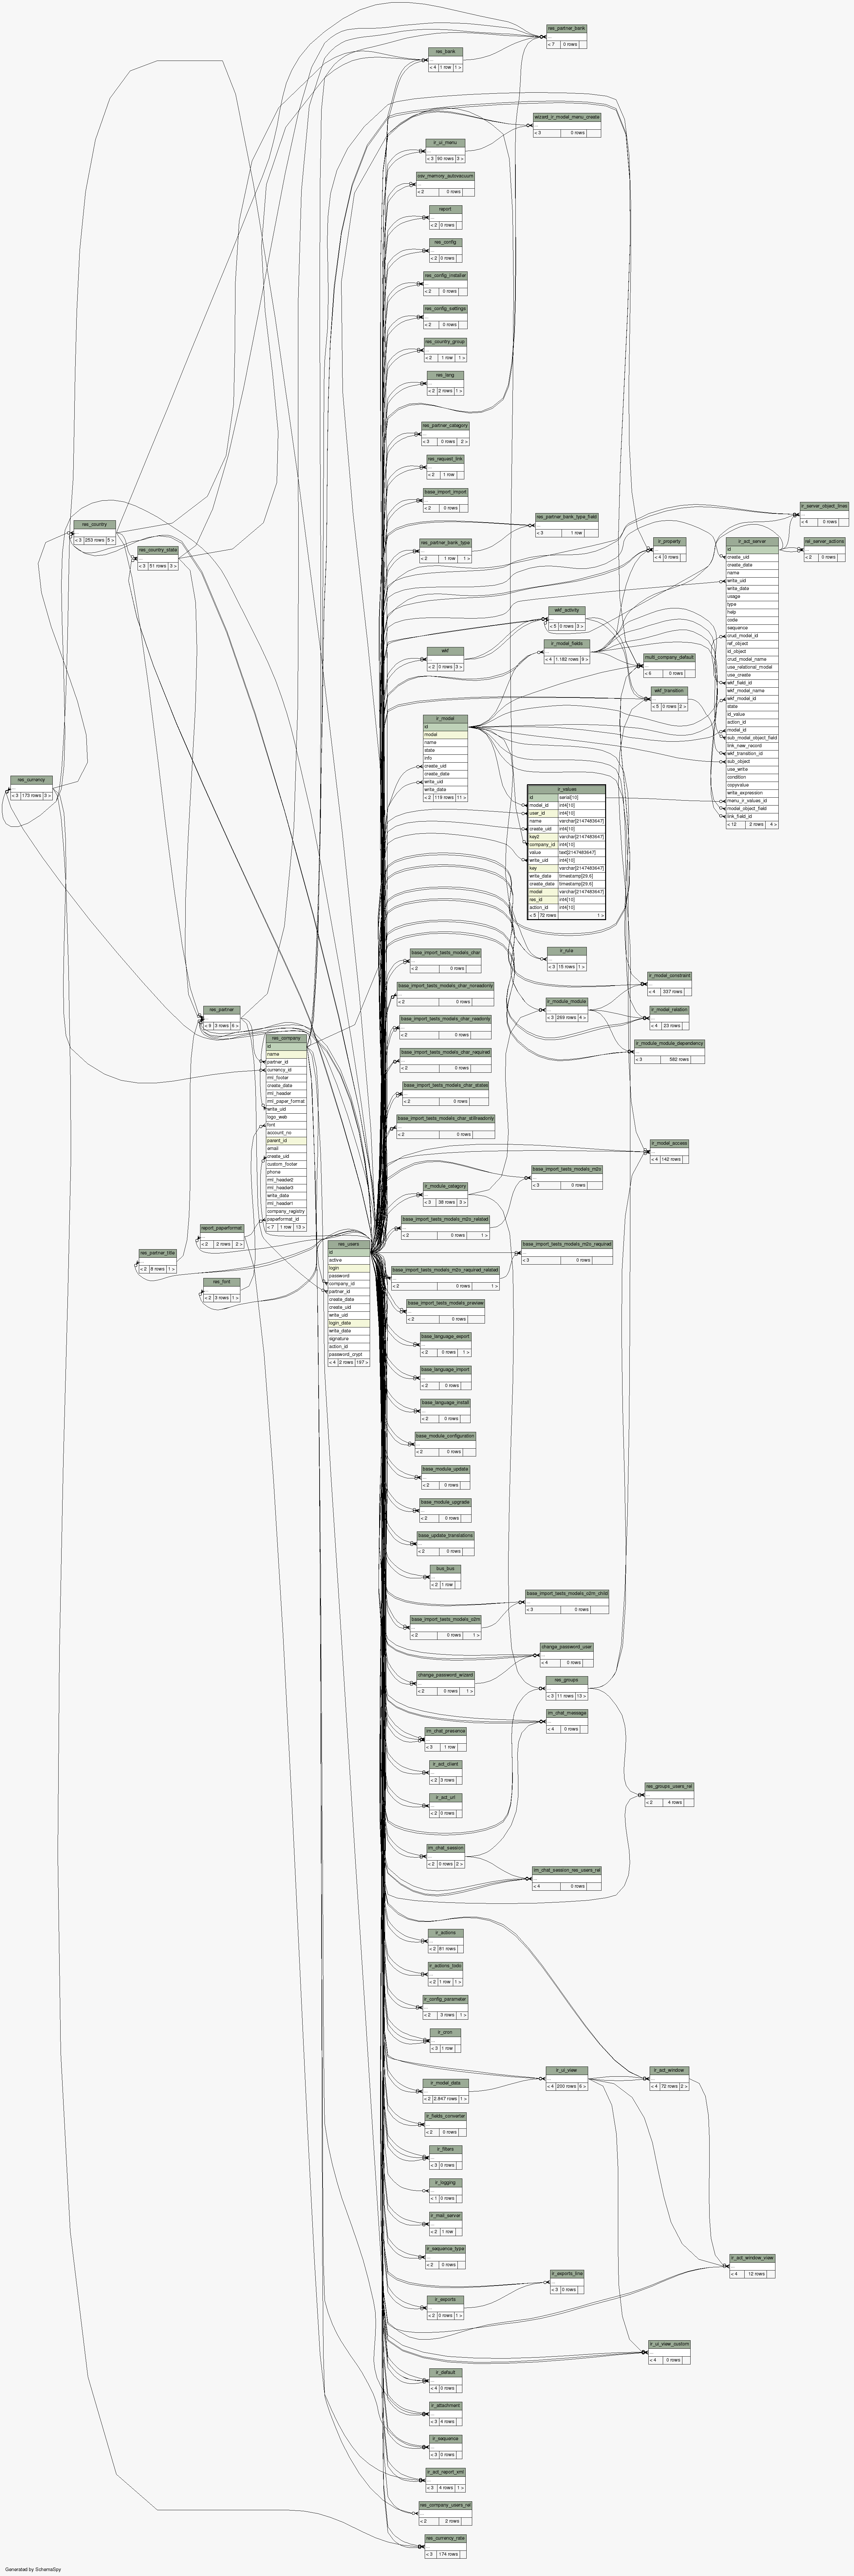 res_partner_bank
...
< 7 0 rows
res_bank
...
< 4 1 row 1 >
wizard_ir_model_menu_create
...
< 3 0 rows
ir_ui_menu
...
< 3 90 rows 3 >
osv_memory_autovacuum
...
< 2 0 rows
report
...
< 2 0 rows
res_config
...
< 2 0 rows
res_config_installer
...
< 2 0 rows
res_config_settings
...
< 2 0 rows
res_country_group
...
< 2 1 row 1 >
res_lang
...
< 2 2 rows 1 >
res_partner_category
...
< 3 0 rows 2 >
res_request_link
...
< 2 1 row
base_import_import
...
< 2 0 rows
res_partner_bank_type_field
...
< 3 1 row
res_partner_bank_type
...
< 2 1 row 1 >
ir_server_object_lines
...
< 4 0 rows
rel_server_actions
...
< 2 0 rows
ir_property
...
< 4 0 rows
res_country
...
< 3 253 rows 5 >
res_country_state
...
< 3 51 rows 3 >
ir_act_server
id
create_uid
create_date
name
write_uid
write_date
usage
type
help
code
sequence
crud_model_id
ref_object
id_object
crud_model_name
use_relational_model
use_create
wkf_field_id
wkf_model_name
wkf_model_id
state
id_value
action_id
model_id
sub_model_object_field
link_new_record
wkf_transition_id
sub_object
use_write
condition
copyvalue
write_expression
menu_ir_values_id
model_object_field
link_field_id
< 12 2 rows 4 >
wkf_activity
...
< 5 0 rows 3 >
wkf
...
< 2 0 rows 3 >
ir_model_fields
...
< 4 1.182 rows 9 >
multi_company_default
...
< 6 0 rows
wkf_transition
...
< 5 0 rows 2 >
ir_model
id
model
name
state
info
create_uid
create_date
write_uid
write_date
< 2 119 rows 11 >
res_currency
...
< 3 173 rows 3 >
ir_values
id serial[10]
model_id int4[10]
user_id int4[10]
name varchar[2147483647]
create_uid int4[10]
key2 varchar[2147483647]
company_id int4[10]
value text[2147483647]
write_uid int4[10]
key varchar[2147483647]
write_date timestamp[29,6]
create_date timestamp[29,6]
model varchar[2147483647]
res_id int4[10]
action_id int4[10]
< 5 72 rows 1 >
ir_rule
...
< 3 15 rows 1 >
base_import_tests_models_char
...
< 2 0 rows
ir_model_constraint
...
< 4 337 rows
base_import_tests_models_char_noreadonly
...
< 2 0 rows
ir_module_module
...
< 3 269 rows 4 >
ir_model_relation
...
< 4 23 rows
res_partner
...
< 9 3 rows 6 >
base_import_tests_models_char_readonly
...
< 2 0 rows
ir_module_module_dependency
...
< 3 582 rows
res_company
id
name
partner_id
currency_id
rml_footer
create_date
rml_header
rml_paper_format
write_uid
logo_web
font
account_no
parent_id
email
create_uid
custom_footer
phone
rml_header2
rml_header3
write_date
rml_header1
company_registry
paperformat_id
< 7 1 row 13 >
base_import_tests_models_char_required
...
< 2 0 rows
base_import_tests_models_char_states
...
< 2 0 rows
base_import_tests_models_char_stillreadonly
...
< 2 0 rows
ir_model_access
...
< 4 142 rows
base_import_tests_models_m2o
...
< 3 0 rows
ir_module_category
...
< 3 38 rows 3 >
base_import_tests_models_m2o_related
...
< 2 0 rows 1 >
report_paperformat
...
< 2 2 rows 2 >
res_partner_title
...
< 2 8 rows 1 >
res_font
...
< 2 3 rows 1 >
res_users
id
active
login
password
company_id
partner_id
create_date
create_uid
write_uid
login_date
write_date
signature
action_id
password_crypt
< 4 2 rows 197 >
base_import_tests_models_m2o_required
...
< 3 0 rows
base_import_tests_models_m2o_required_related
...
< 2 0 rows 1 >
base_import_tests_models_preview
...
< 2 0 rows
base_language_export
...
< 2 0 rows 1 >
base_language_import
...
< 2 0 rows
base_language_install
...
< 2 0 rows
base_module_configuration
...
< 2 0 rows
base_module_update
...
< 2 0 rows
base_module_upgrade
...
< 2 0 rows
base_update_translations
...
< 2 0 rows
bus_bus
...
< 2 1 row
base_import_tests_models_o2m_child
...
< 3 0 rows
base_import_tests_models_o2m
...
< 2 0 rows 1 >
change_password_user
...
< 4 0 rows
change_password_wizard
...
< 2 0 rows 1 >
res_groups
...
< 3 11 rows 13 >
im_chat_message
...
< 4 0 rows
im_chat_presence
...
< 3 1 row
ir_act_client
...
< 2 3 rows
ir_act_url
...
< 2 0 rows
res_groups_users_rel
...
< 2 4 rows
im_chat_session
...
< 2 0 rows 2 >
im_chat_session_res_users_rel
...
< 4 0 rows
ir_actions
...
< 2 81 rows
ir_actions_todo
...
< 2 1 row 1 >
ir_config_parameter
...
< 2 3 rows 1 >
ir_cron
...
< 3 1 row
ir_ui_view
...
< 4 200 rows 6 >
ir_act_window
...
< 4 72 rows 2 >
ir_model_data
...
< 2 2.847 rows 1 >
ir_fields_converter
...
< 2 0 rows
ir_filters
...
< 3 0 rows
ir_logging
...
< 1 0 rows
ir_mail_server
...
< 2 1 row
ir_sequence_type
...
< 2 0 rows
ir_act_window_view
...
< 4 12 rows
ir_exports_line
...
< 3 0 rows
ir_exports
...
< 2 0 rows 1 >
ir_ui_view_custom
...
< 4 0 rows
ir_default
...
< 4 0 rows
ir_attachment
...
< 3 4 rows
ir_sequence
...
< 3 0 rows
ir_act_report_xml
...
< 3 4 rows 1 >
res_company_users_rel
...
< 2 2 rows
res_currency_rate
...
< 3 174 rows
Generated by SchemaSpy